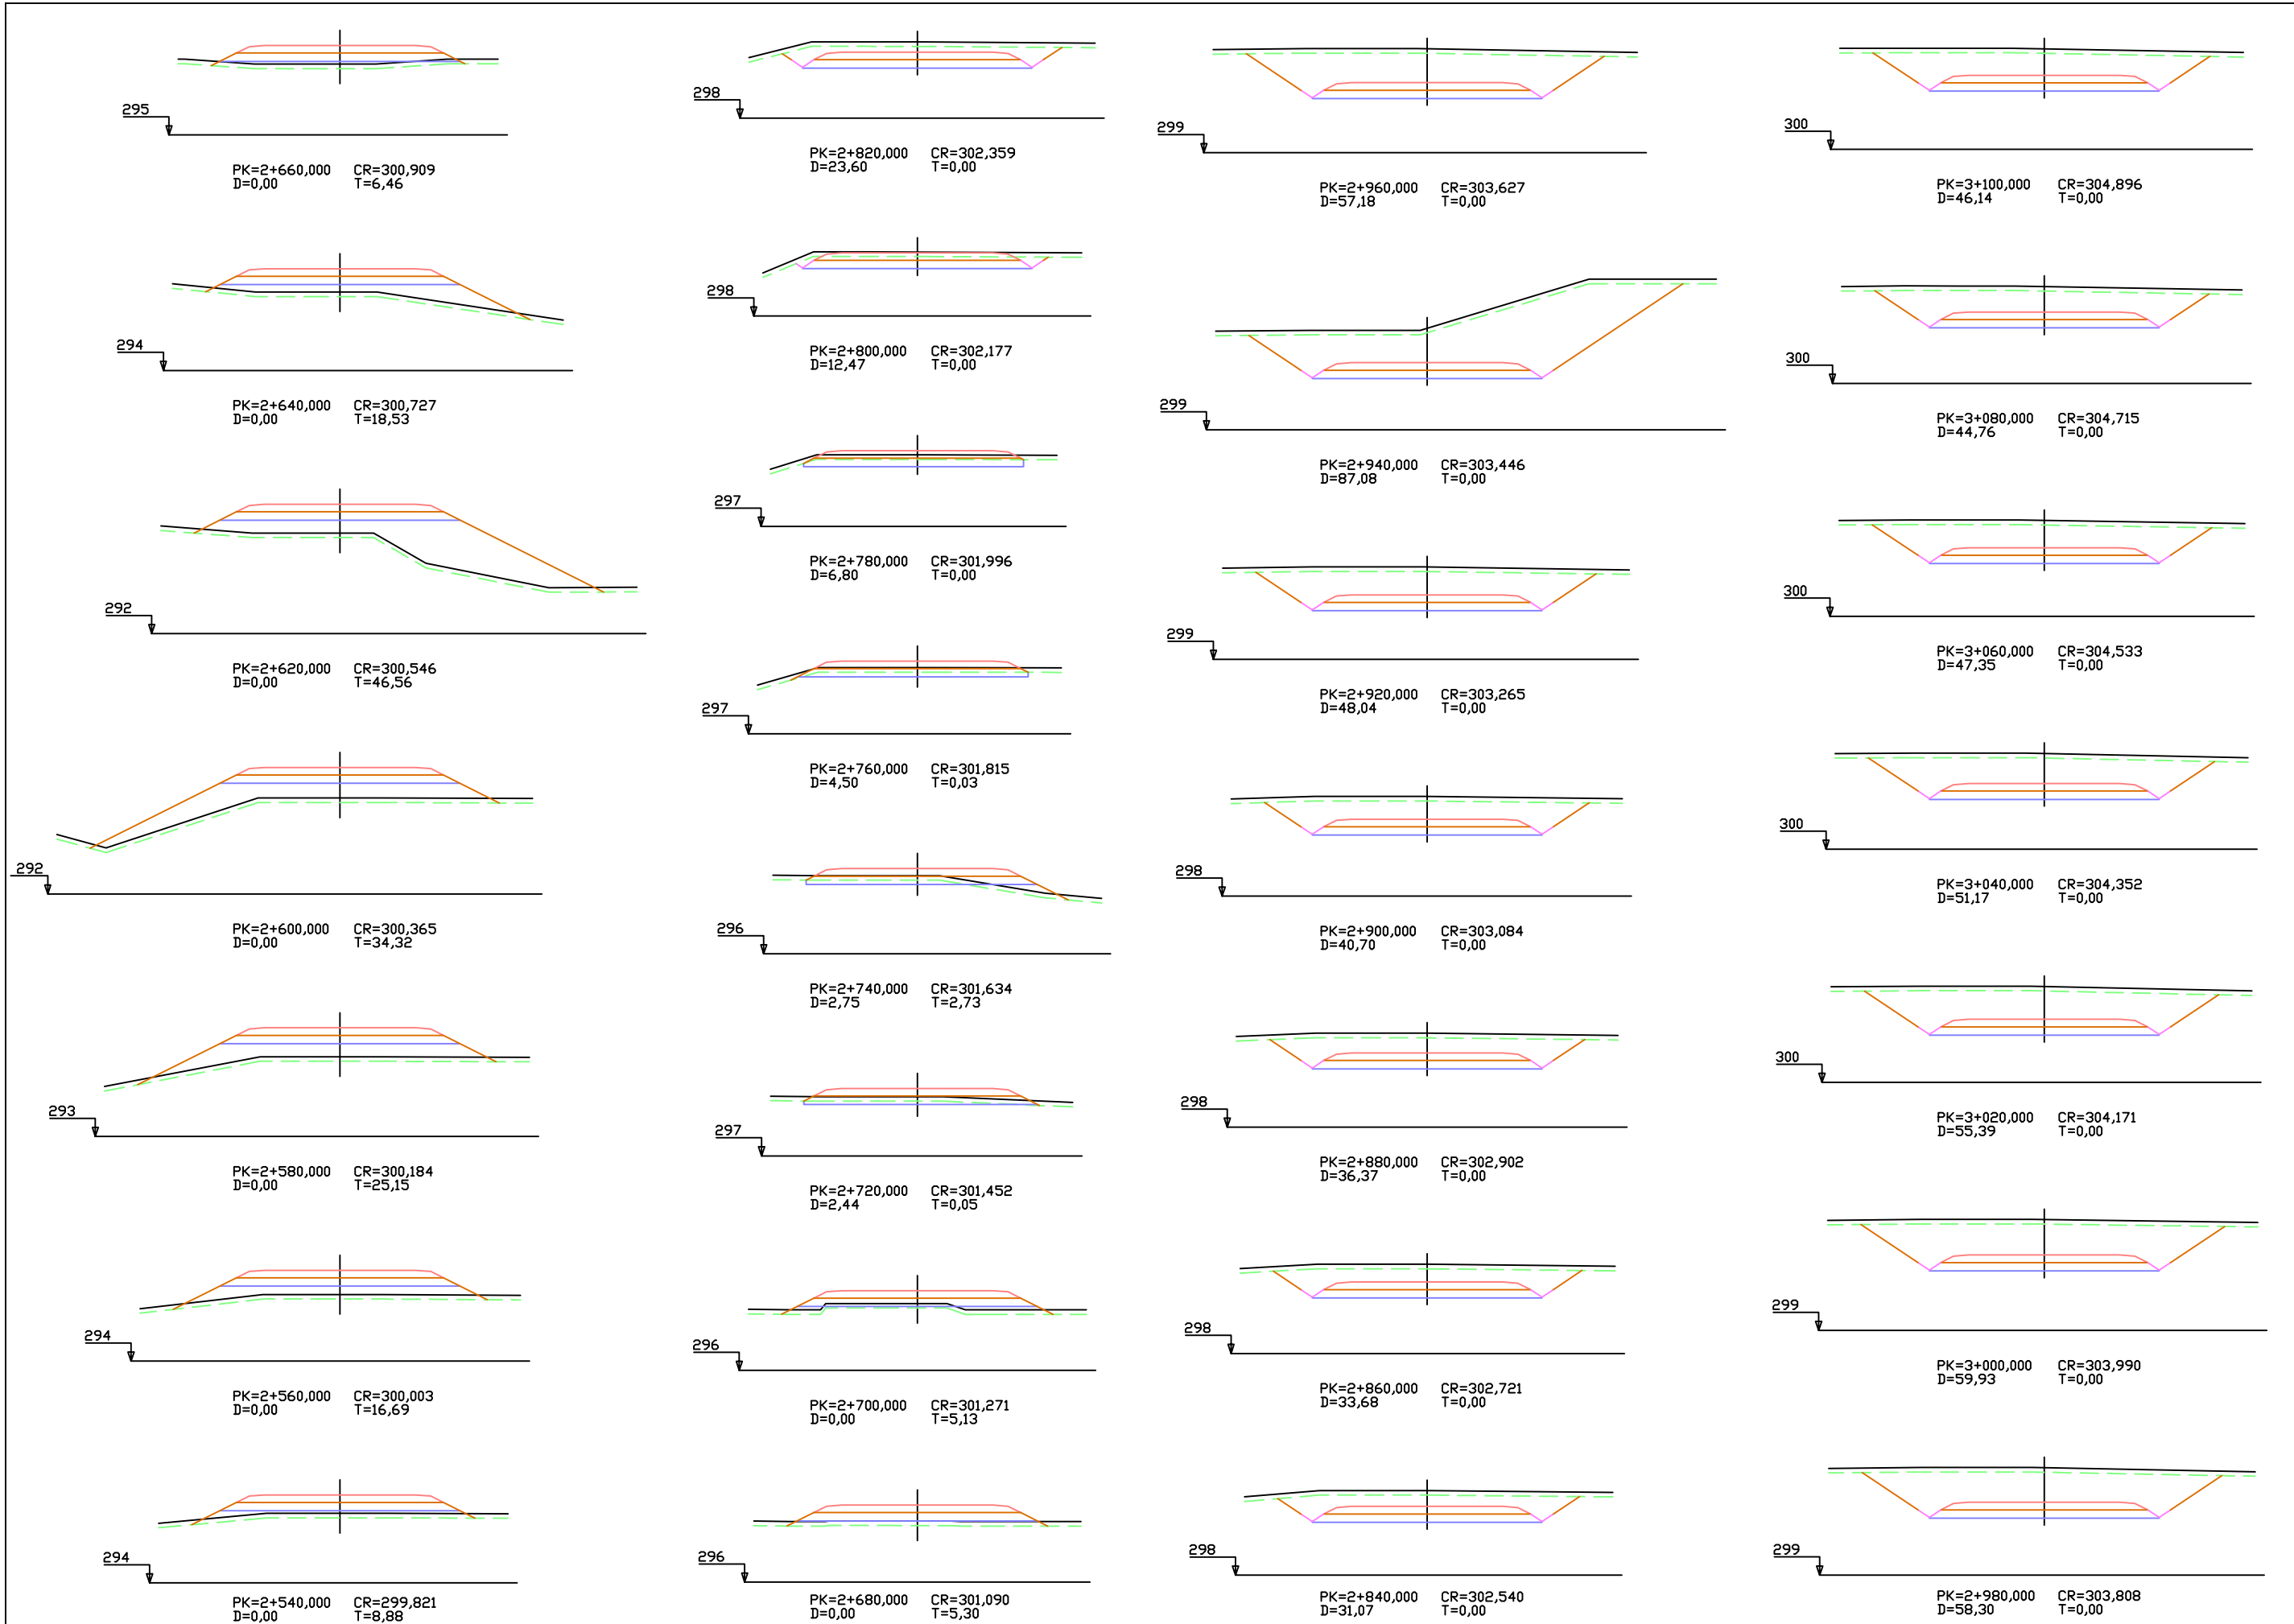 295
PK=2+660,000 CR=300,909
D=0,00 T=6,46
294
PK=2+640,000 CR=300,727
D=0,00 T=18,53
292
PK=2+620,000 CR=300,546
D=0,00 T=46,56
292
PK=2+600,000 CR=300,365
D=0,00 T=34,32
293
PK=2+580,000 CR=300,184
D=0,00 T=25,15
294
PK=2+560,000 CR=300,003
D=0,00 T=16,69
294
PK=2+540,000 CR=299,821
D=0,00 T=8,88
298
PK=2+820,000 CR=302,359
D=23,60 T=0,00
298
PK=2+800,000 CR=302,177
D=12,47 T=0,00
297
PK=2+780,000 CR=301,996
D=6,80 T=0,00
297
PK=2+760,000 CR=301,815
D=4,50 T=0,03
296
PK=2+740,000 CR=301,634
D=2,75 T=2,73
297
PK=2+720,000 CR=301,452
D=2,44 T=0,05
296
PK=2+700,000 CR=301,271
D=0,00 T=5,13
296
PK=2+680,000 CR=301,090
D=0,00 T=5,30
299
PK=2+960,000 CR=303,627
D=57,18 T=0,00
299
PK=2+940,000 CR=303,446
D=87,08 T=0,00
299
PK=2+920,000 CR=303,265
D=48,04 T=0,00
298
PK=2+900,000 CR=303,084
D=40,70 T=0,00
298
PK=2+880,000 CR=302,902
D=36,37 T=0,00
298
PK=2+860,000 CR=302,721
D=33,68 T=0,00
298
PK=2+840,000 CR=302,540
D=31,07 T=0,00
300
PK=3+100,000 CR=304,896
D=46,14 T=0,00
300
PK=3+080,000 CR=304,715
D=44,76 T=0,00
300
PK=3+060,000 CR=304,533
D=47,35 T=0,00
300
PK=3+040,000 CR=304,352
D=51,17 T=0,00
300
PK=3+020,000 CR=304,171
D=55,39 T=0,00
299
PK=3+000,000 CR=303,990
D=59,93 T=0,00
299
PK=2+980,000 CR=303,808
D=58,30 T=0,00